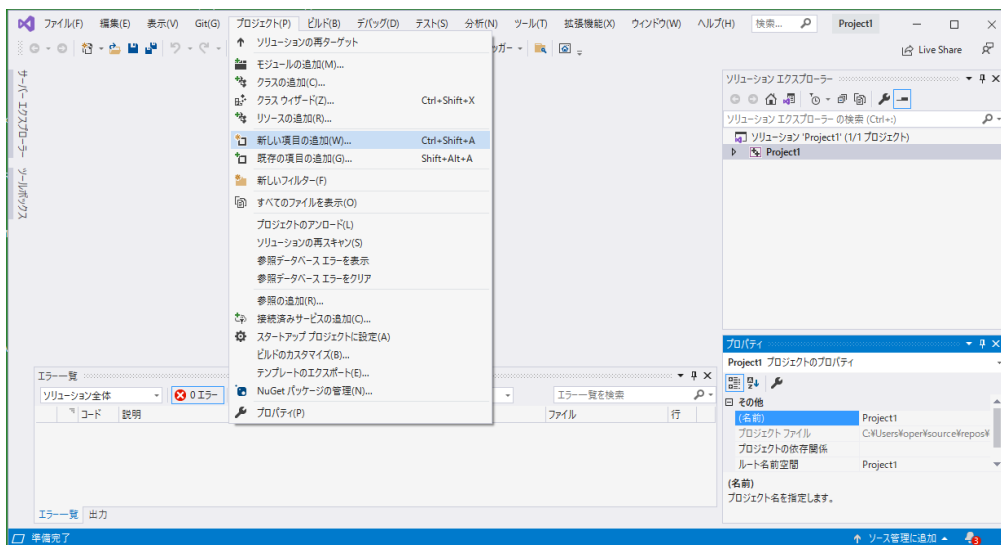 ファイル(F) 編集(E) 表示(V) Git(G) プロジェクト(P) ビルド(B) デバッグ(D) テスト(S) 分析(N) ツール(T) 拡張機能(X) ウィンドウ(W) ヘルプ(H) 検索... Project1
ガー
Live Share
サーバー エクスプローラー
ツールボックス
ソリューションの再ターゲット
モジュールの追加(M)...
クラスの追加(C)...
クラス ウィザード(Z)... Ctrl+Shift+X
リソースの追加(R)...
新しい項目の追加(W)... Ctrl+Shift+A
既存の項目の追加(G)... Shift+Alt+A
新しいフィルター(F)
すべてのファイルを表示(O)
プロジェクトのアンロード(L)
ソリューションの再スキャン(S)
参照データベース エラーを表示
参照データベース エラーをクリア
参照の追加(R)...
接続済みサービスの追加(C)...
スタートアップ プロジェクトに設定(A)
ビルドのカスタマイズ(B)...
テンプレートのエクスポート(E)...
NuGet パッケージの管理(N)...
プロパティ(P)
ソリューション エクスプローラー
ソリューション エクスプローラー の検索 (Ctrl+:)
ソリューション 'Project1' (1/1 プロジェクト)
Project1
プロパティ
Project1 プロジェクトのプロパティ
その他
(名前) Project1
プロジェクト ファイル C:¥Users¥oper¥source¥repos¥
プロジェクトの依存関係
ルート名前空間 Project1
(名前)
プロジェクト名を指定します。
エラー一覧
ソリューション全体 0 エラー エラー一覧を検索
コード 説明 ファイル 行
エラー一覧 出力
準備完了 ソース管理に追加 3